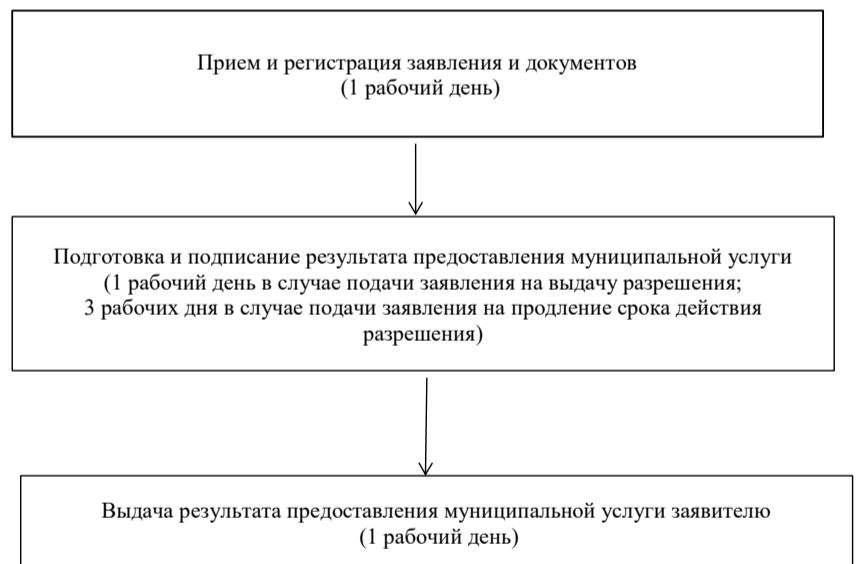 Прием и регистрация заявления и документов
(1 рабочий день)
Подготовка и подписание результата предоставления муниципальной услуги
(1 рабочий день в случае подачи заявления на выдачу разрешения;
3 рабочих дня в случае подачи заявления на продление срока действия
разрешения)
Выдача результата предоставления муниципальной услуги заявителю
(1 рабочий день)